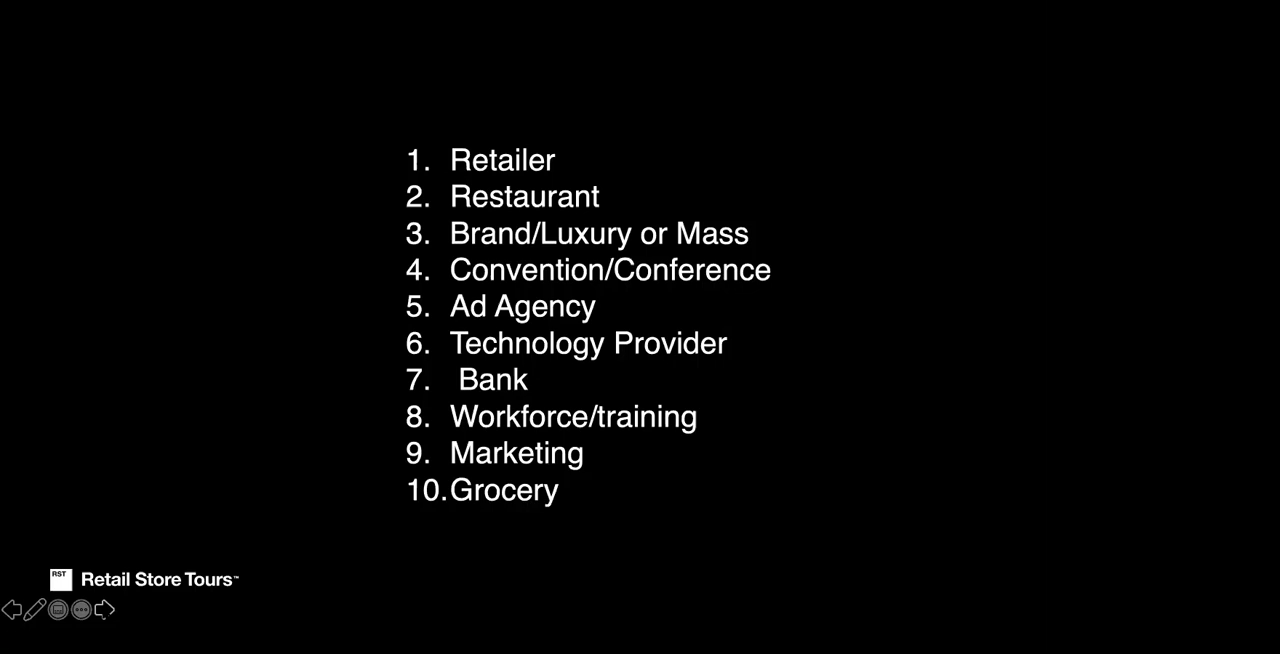 1. Retailer
2. Restaurant
3. Brand/Luxury or Mass
4. Convention/Conference
5. Ad Agency
6. Technology Provider
7. Bank
8. Workforce/training
9. Marketing
10. Grocery
RST Retail Store Tours™